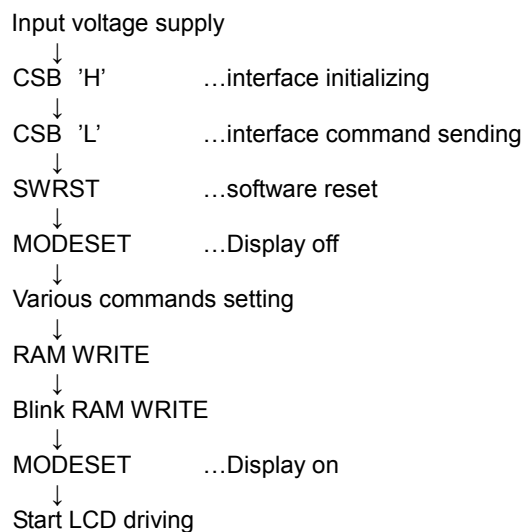 Input voltage supply
↓
CSB ’H’ …interface initializing
↓
CSB ’L’ …interface command sending
↓
SWRST …software reset
↓
MODESET …Display off
↓
Various commands setting
↓
RAM WRITE
↓
Blink RAM WRITE
↓
MODESET …Display on
↓
Start LCD driving